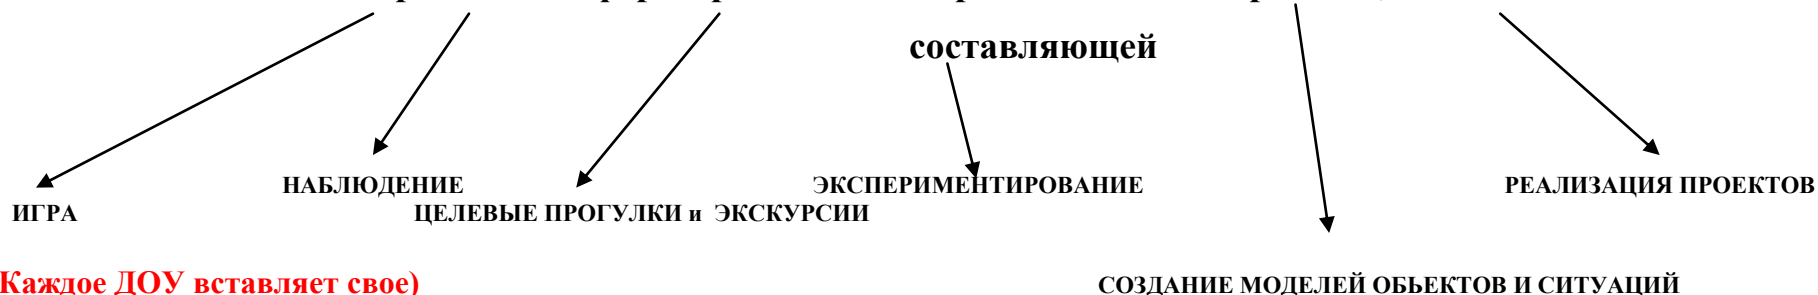 составляющей
НАБЛЮДЕНИЕ ЭКСПЕРИМЕНТИРОВАНИЕ РЕАЛИЗАЦИЯ ПРОЕКТОВ
ИГРА ЦЕЛЕВЫЕ ПРОГУЛКИ и ЭКСКУРСИИ
Каждое ДОУ вставляет свое) СОЗДАНИЕ МОДЕЛЕЙ ОБЬЕКТОВ И СИТУАЦИЙ